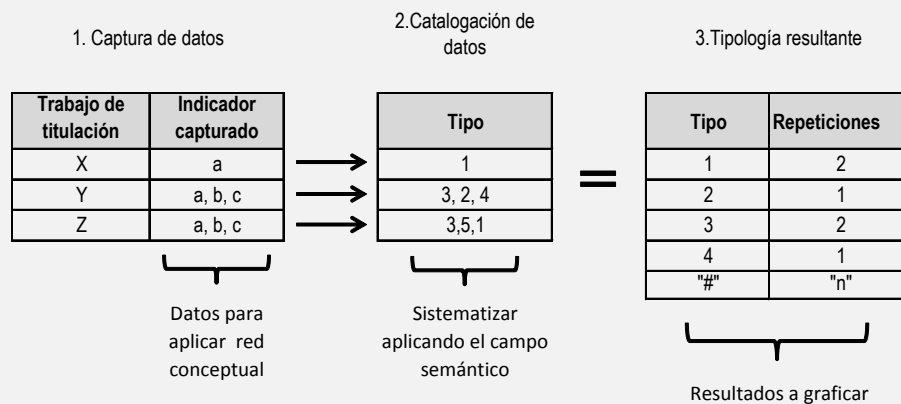 1. Captura de datos
2.Catalogación de
datos
3.Tipología resultante
Trabajo de
titulación
Indicador
capturado
X
a
Y
a, b, c
Z
a, b, c
Datos para
aplicar red
conceptual
Tipo
1
3, 2, 4
3,5,1
Sistematizar
aplicando el campo
semántico
=
Tipo
Repeticiones
1
2
2
1
3
2
4
1
"#"
"n"
Resultados a graficar